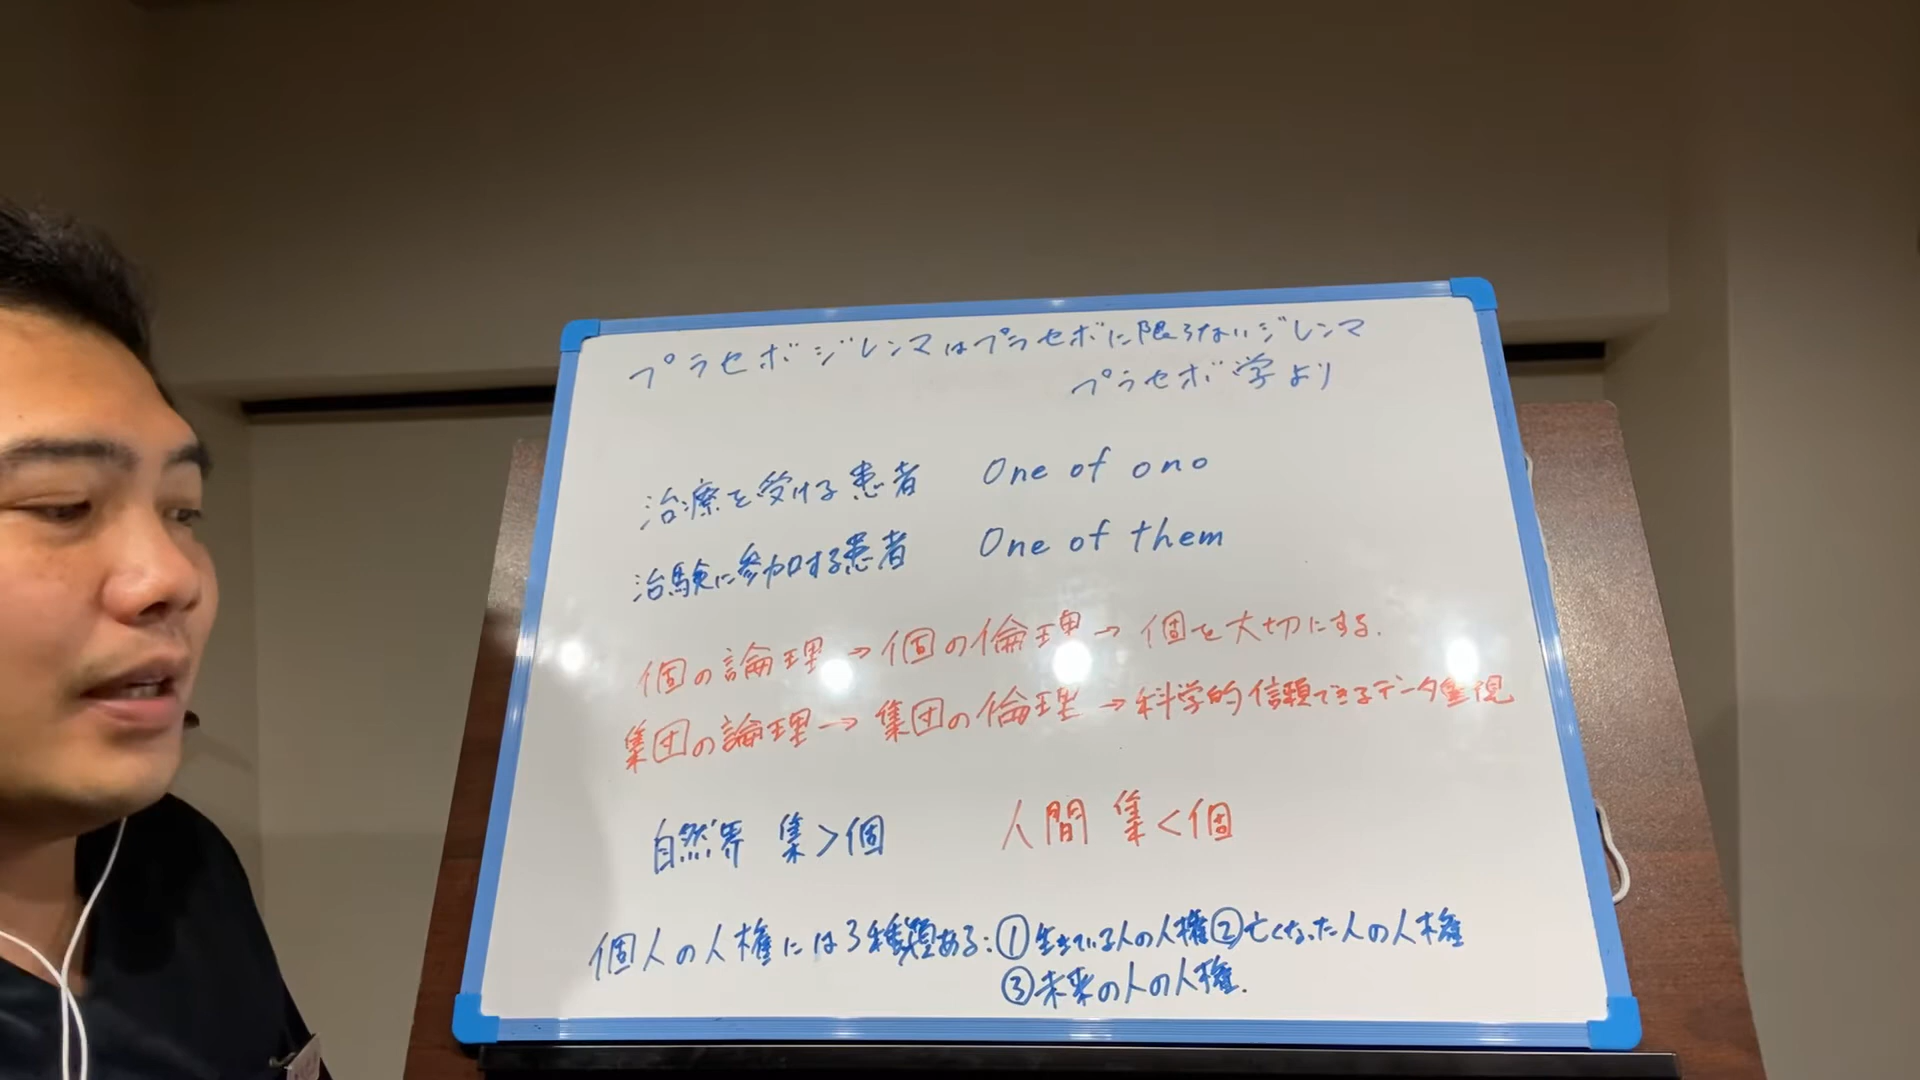 プラセボジレンマはプラセボに限らないジレンマ
プラセボ学より
治療を受ける患者 One of one
治験に参加する患者 One of them
個の論理→個の倫理→個を大切にする.
集団の論理→集団の倫理→科学的信頼できるデータ重視
自然界 集>個 人間 集<個
個人の人権には3種類ある:①生きている人の人権②亡くなった人の人権
③未来の人の人権.